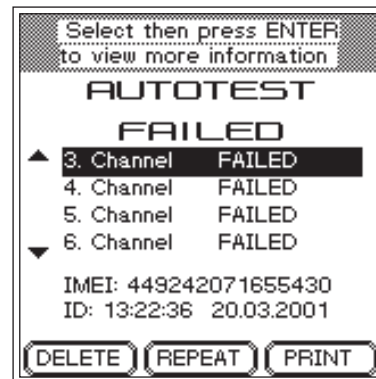 Select then press ENTER
to view more information
AUTOTEST
FAILED
3. Channel FAILED
4. Channel FAILED
5. Channel FAILED
6. Channel FAILED
IMEI: 449242071655430
ID: 13:22:36 20.03.2001
DELETE REPEAT PRINT